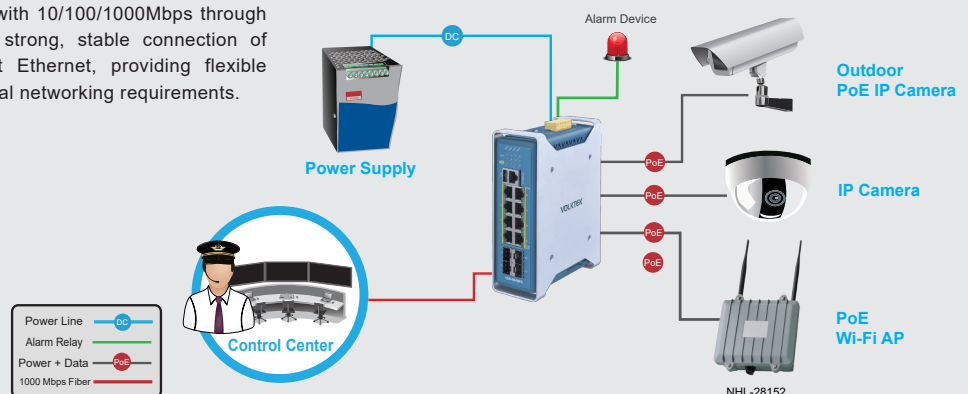 with 10/100/1000Mbps through
strong, stable connection of
Ethernet, providing flexible
networking requirements.
DC
Alarm Device
Outdoor
PoE IP Camera
Power Supply
PoE
PoE
IP Camera
VOLKTEK
PoE
PoE
Control Center
PoE
Wi-Fi AP
NHL-28152
Power Line DC
Alarm Relay
Power + Data PoE
1000 Mbps Fiber